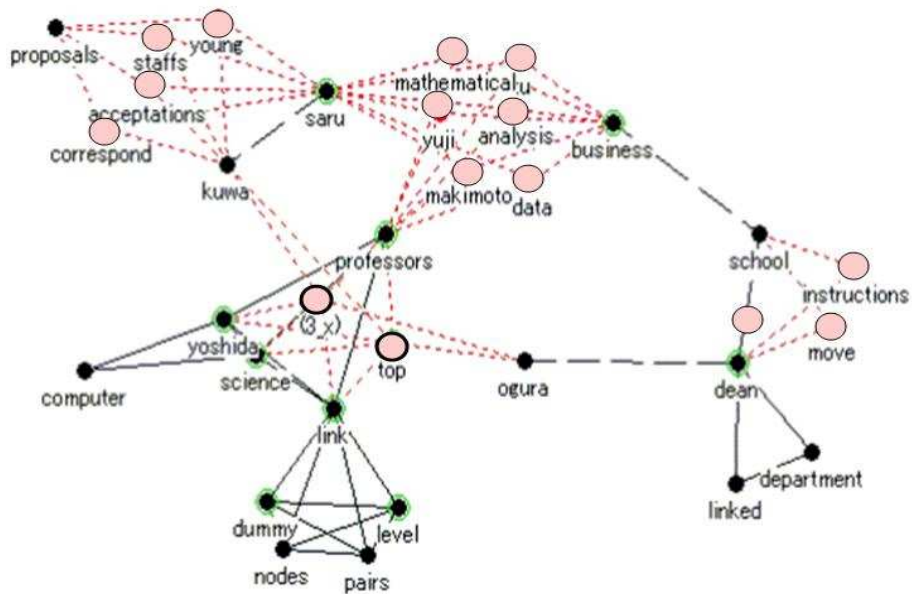 young
proposals
staffs
mathematical
acceptations
saru
yuji
analysis
business
correspond
kuwa
makimoto
data
professors
school
instructions
(3_x)
yoshida
top
move
science
computer
ogura
dean
link
department
linked
dummy
level
nodes
pairs